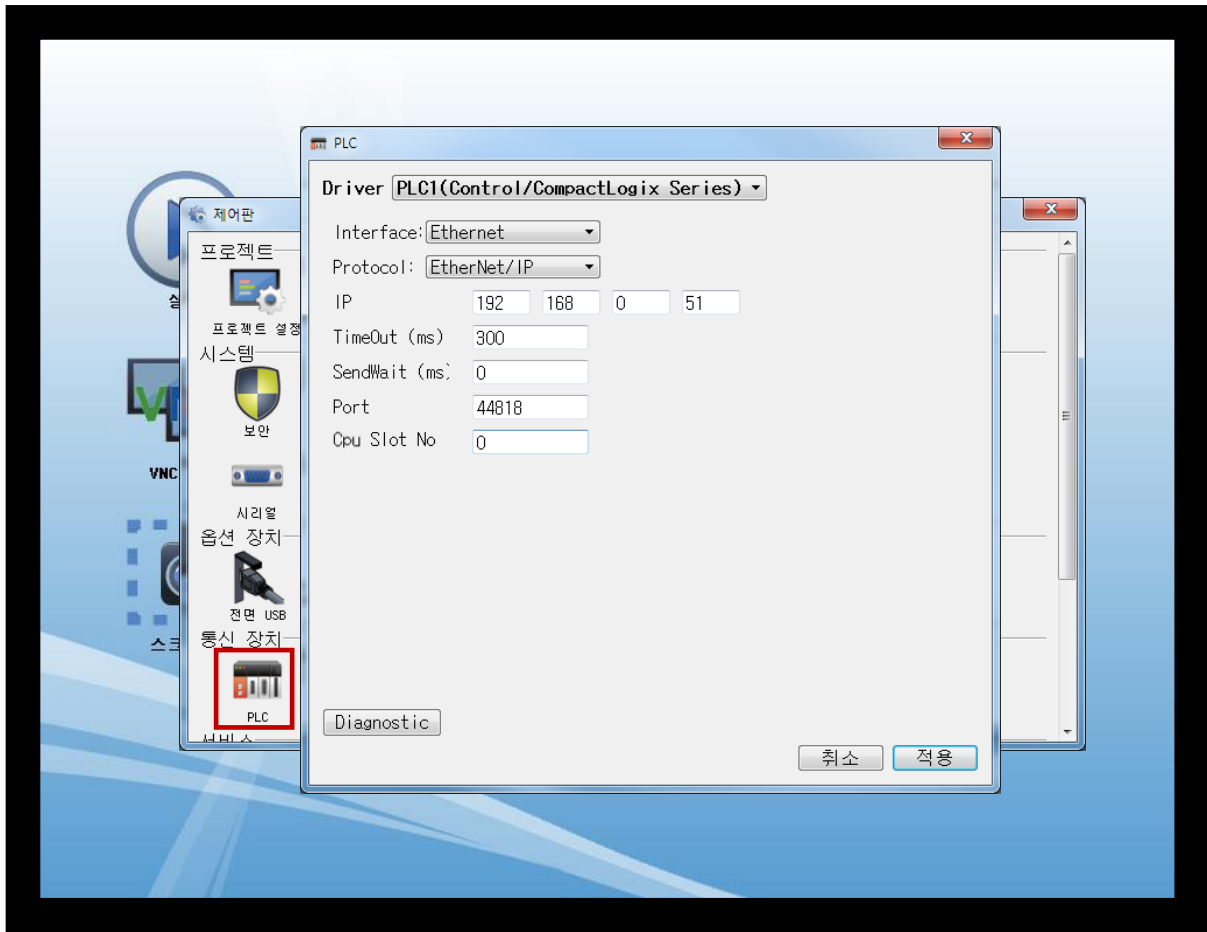 PLC
Driver PLC1(Control/CompactLogix Series)
Interface: Ethernet
Protocol: EtherNet/IP
IP 192 168 0 51
TimeOut (ms) 300
SendWait (ms) 0
Port 44818
Cpu Slot No 0
Diagnostic
취소 적용
제어판
프로젝트
프로젝트 설정
시스템
보안
시리얼
옵션 장치
전면 USB
통신 장치
PLC
서비스
VNC